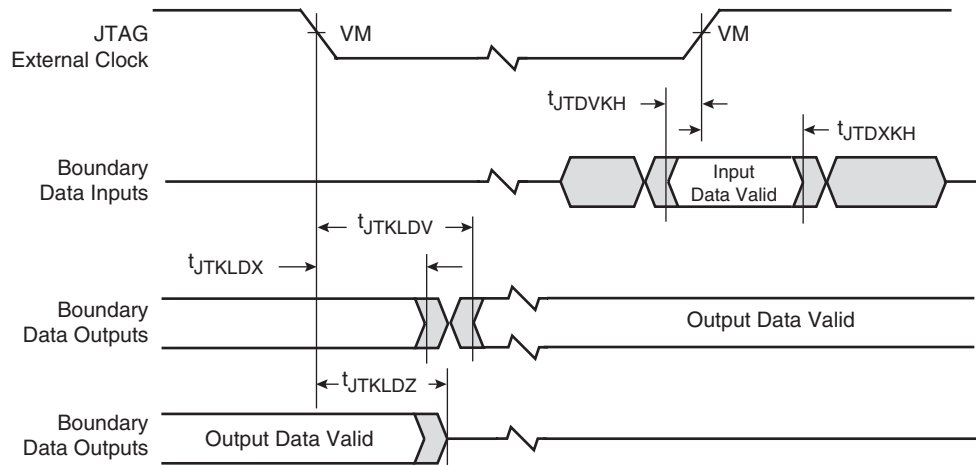 JTAG
External Clock
VM
VM
tJTDVKH
tJTDXKH
Boundary
Data Inputs
Input
Data Valid
tJTKLDV
tJTKLDX
Boundary
Data Outputs
Output Data Valid
tJTKLDZ
Boundary
Data Outputs
Output Data Valid